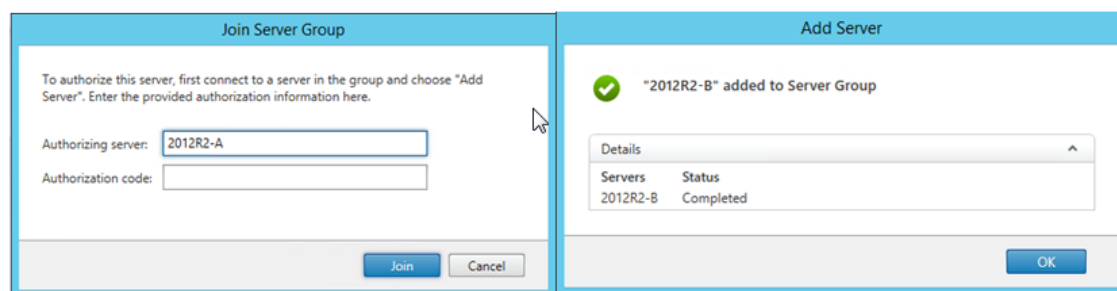 Join Server Group
To authorize this server, first connect to a server in the group and choose "Add
Server". Enter the provided authorization information here.
Authorizing server: 2012R2-A
Authorization code:
Join Cancel
Add Server
"2012R2-B" added to Server Group
Details
Servers Status
2012R2-B Completed
OK